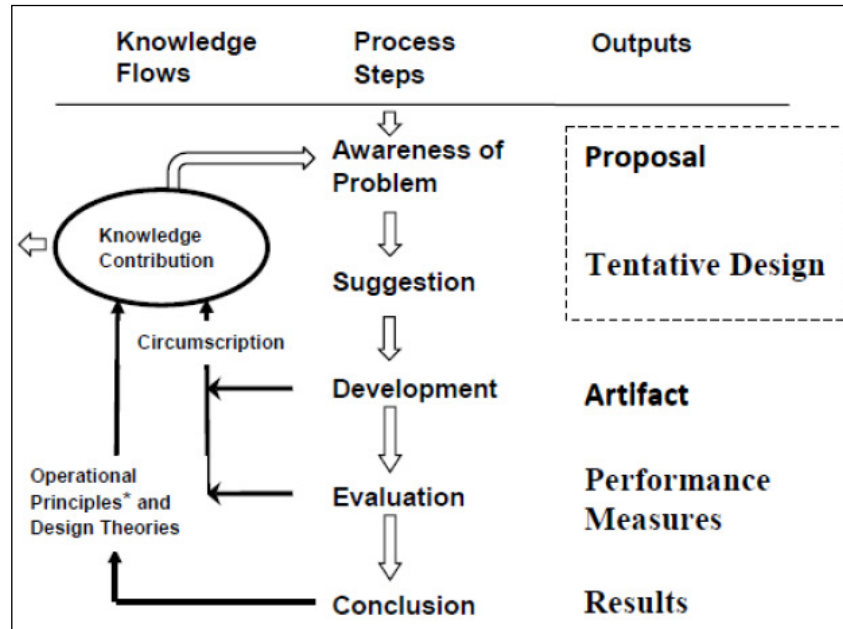 Knowledge
Flows
Process
Steps
Outputs
Awareness of
Problem
Proposal
Knowledge
Contribution
Suggestion
Tentative Design
Circumscription
Development
Artifact
Operational
Principles* and
Design Theories
Evaluation
Performance
Measures
Conclusion
Results